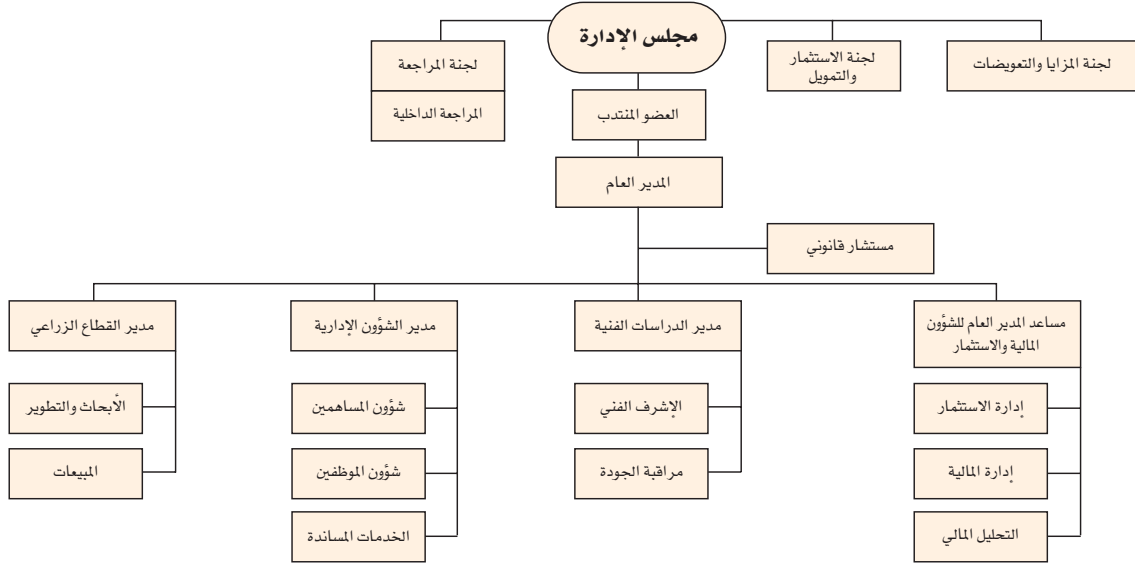 مجلس الإدارة
لجنة المزايا والتعويضات
لجنة الاستثمار
والتمويل
لجنة المراجعة
المراجعة الداخلية
العضو المنتدب
المدير العام
مستشار قانوني
مساعد المدير العام للشؤون
المالية والاستثمار
إدارة الاستثمار
إدارة المالية
التحليل المالي
مدير الدراسات الفنية
الإشرف الفني
مراقبة الجودة
مدير الشؤون الإدارية
شؤون المساهمين
شؤون الموظفين
الخدمات المساندة
مدير القطاع الزراعي
الأبحاث والتطوير
المبيعات